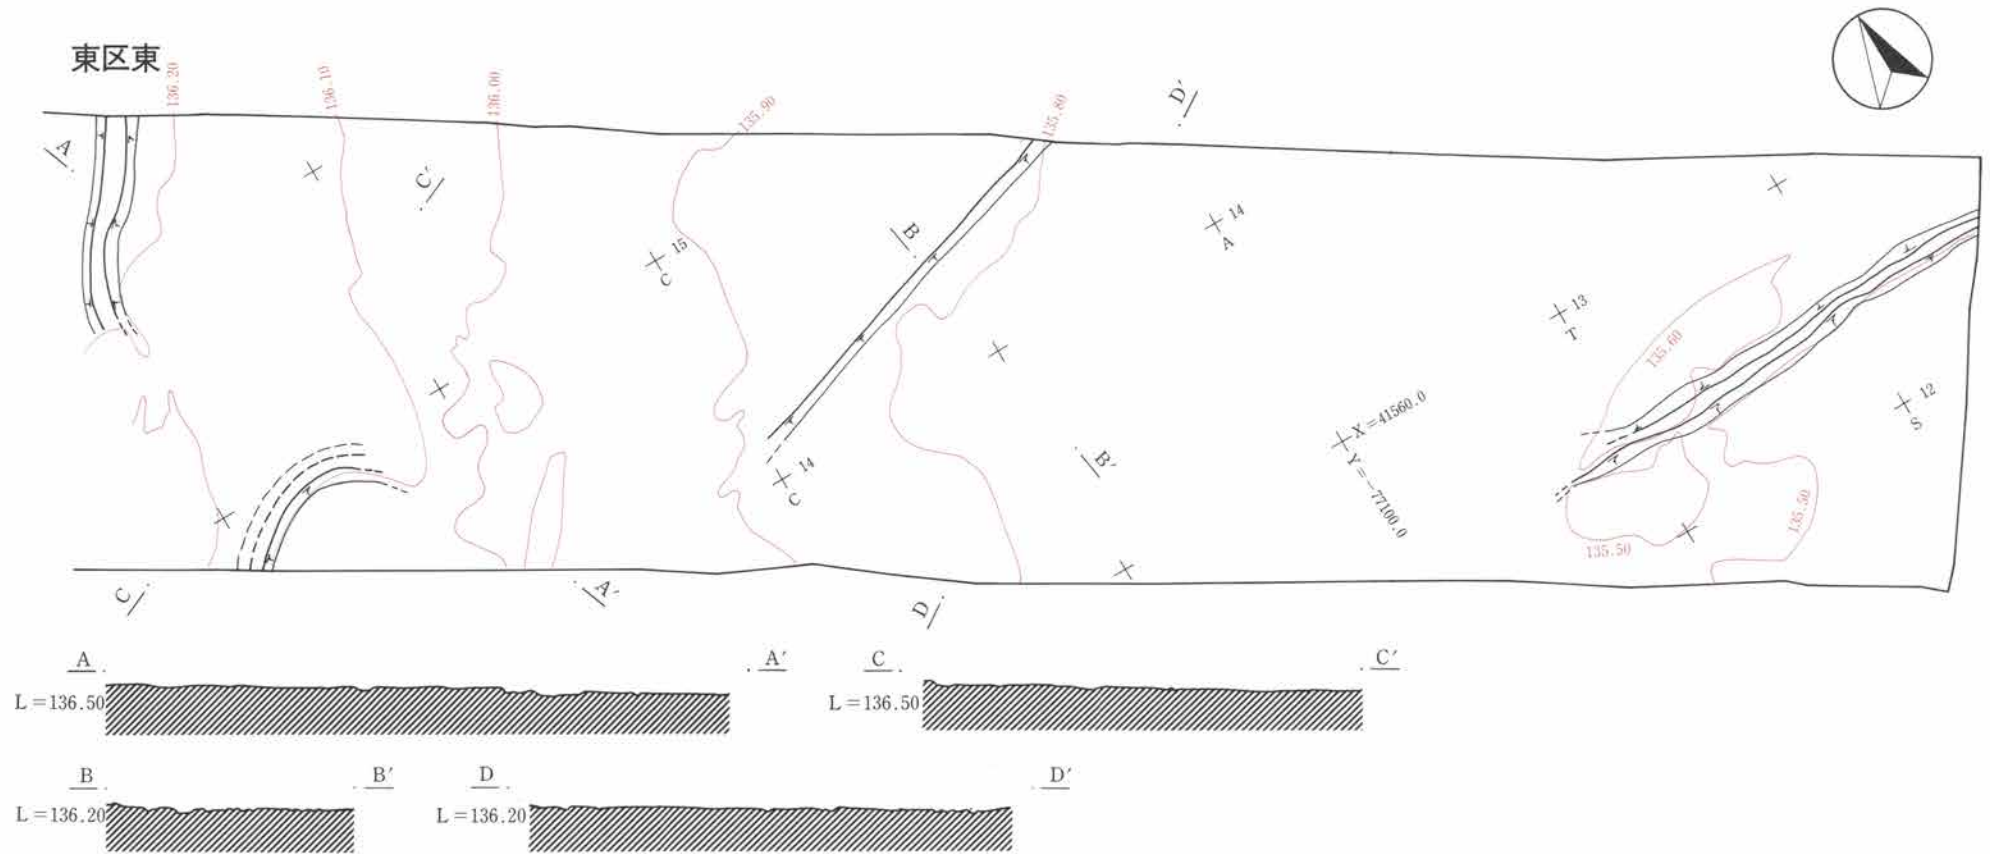 東区東
136.20
136.10
136.00
135.90
135.80
D′
A
C′
B
15
C
14
A
13
T
135.60
12
S
X=41560.0
Y=-77100.0
B′
14
C
135.50
135.50
C
A′
D
A A′ C C′
L=136.50 L=136.50
B B′ D D′
L=136.20 L=136.20